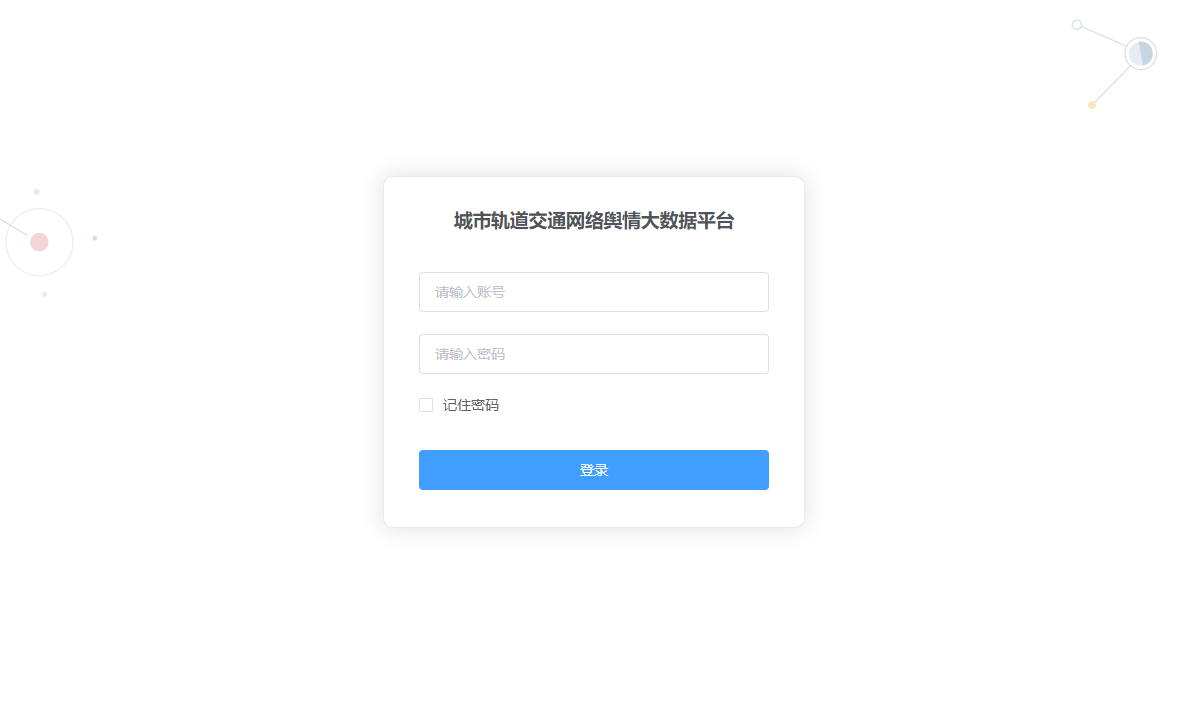 城市轨道交通网络舆情大数据平台
请输入账号
请输入密码
记住密码
登录